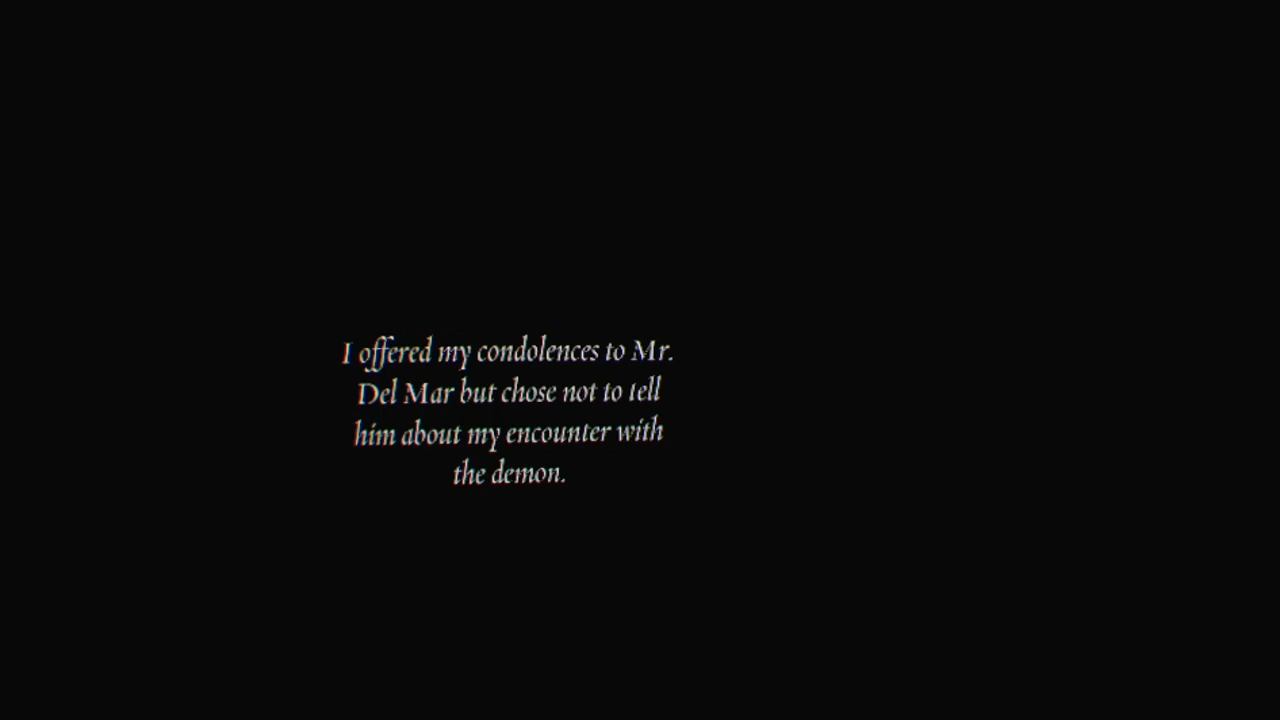 I offered my condolences to Mr.
Del Mar but chose not to tell
him about my encounter with
the demon.